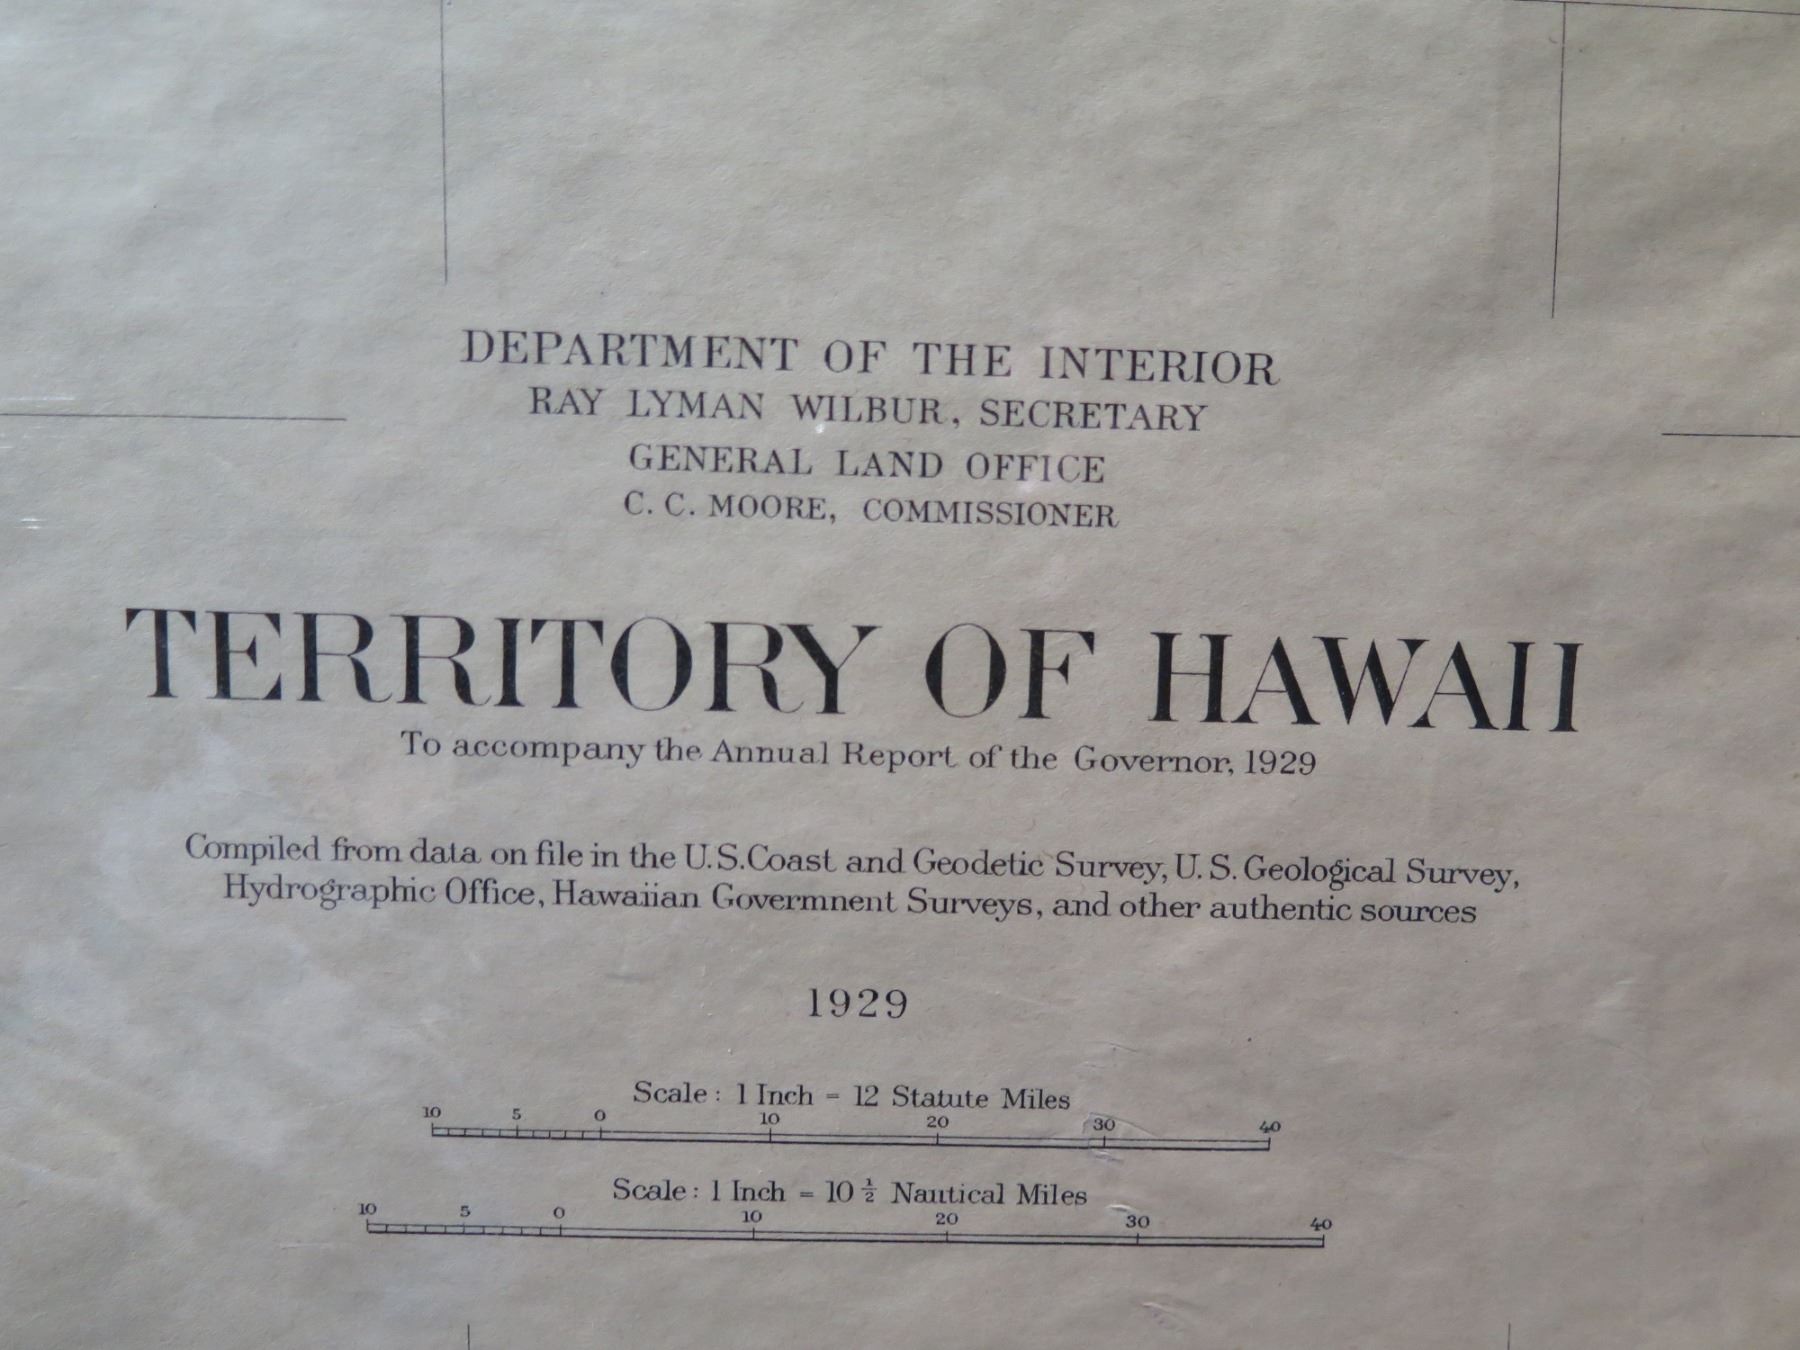 DEPARTMENT OF THE INTERIOR
RAY LYMAN WILBUR, SECRETARY
GENERAL LAND OFFICE
C. C. MOORE, COMMISSIONER
TERRITORY OF HAWAII
To accompany the Annual Report of the Governor, 1929
Compiled from data on file in the U.S. Coast and Geodetic Survey, U. S. Geological Survey,
Hydrographic Office, Hawaiian Govermnent Surveys, and other authentic sources
1929
Scale: 1 Inch = 12 Statute Miles
10 5 0 10 20 30 40
Scale: 1 Inch = 10 1/2 Nautical Miles
10 5 0 10 20 30 40